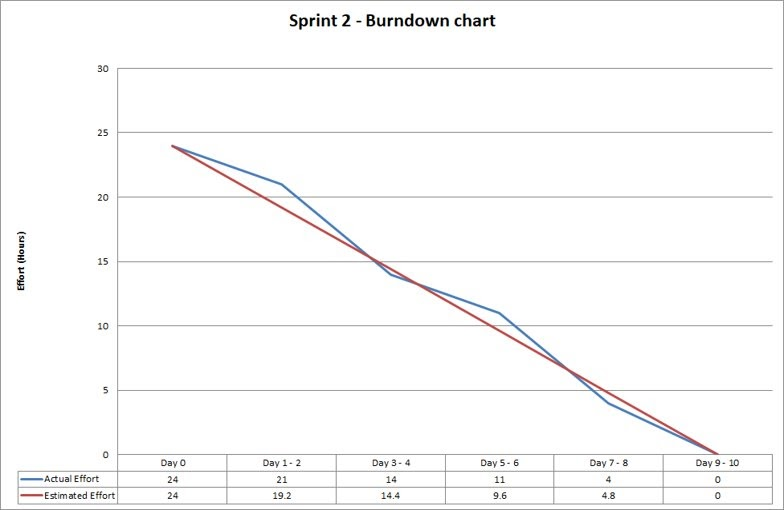 Sprint 2 - Burndown chart
30
25
20
15
10
5
0
Effort (Hours)
Day 0 Day 1 - 2 Day 3 - 4 Day 5 - 6 Day 7 - 8 Day 9 - 10
Actual Effort 24 21 14 11 4 0
Estimated Effort 24 19.2 14.4 9.6 4.8 0